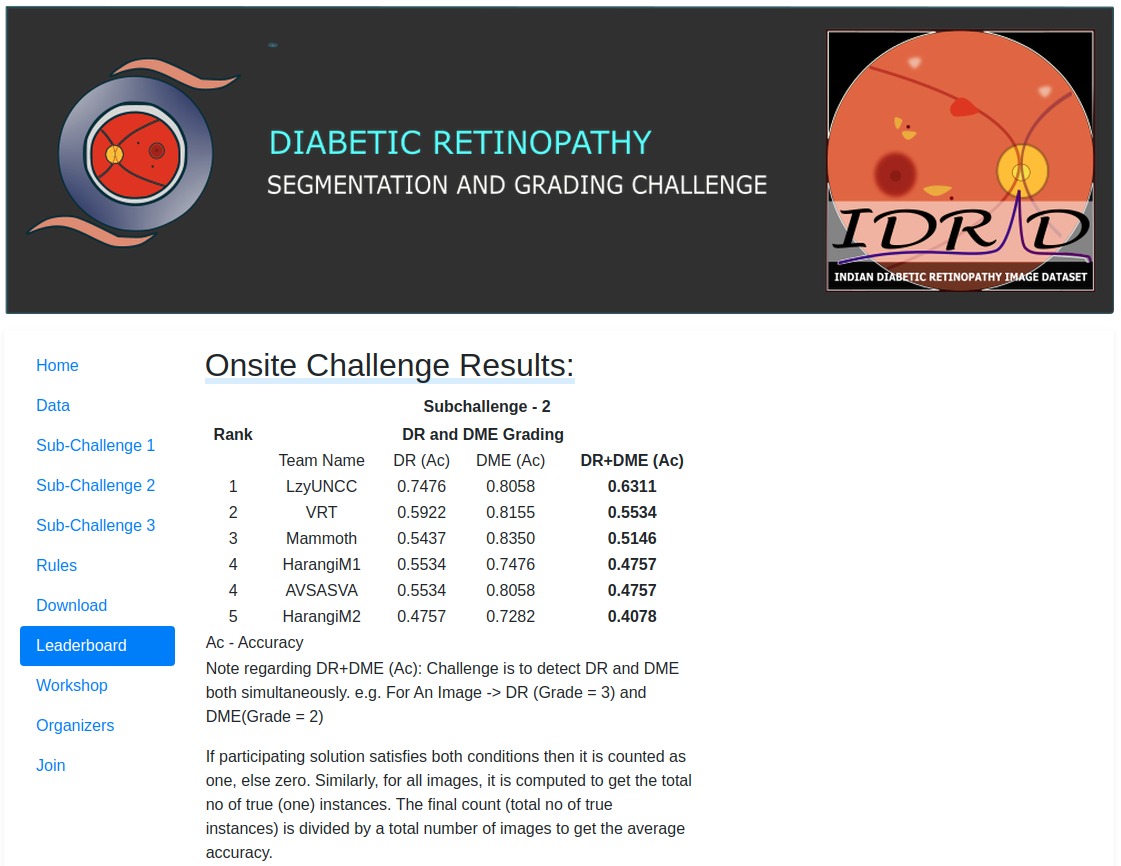 DIABETIC RETINOPATHY
SEGMENTATION AND GRADING CHALLENGE
IDRiD
INDIAN DIABETIC RETINOPATHY IMAGE DATASET
Home
Data
Sub-Challenge 1
Sub-Challenge 2
Sub-Challenge 3
Rules
Download
Leaderboard
Workshop
Organizers
Join
Onsite Challenge Results:
Subchallenge - 2
Rank DR and DME Grading
Team Name DR (Ac) DME (Ac) DR+DME (Ac)
1 LzyUNCC 0.7476 0.8058 0.6311
2 VRT 0.5922 0.8155 0.5534
3 Mammoth 0.5437 0.8350 0.5146
4 HarangiM1 0.5534 0.7476 0.4757
4 AVSASVA 0.5534 0.8058 0.4757
5 HarangiM2 0.4757 0.7282 0.4078
Ac - Accuracy
Note regarding DR+DME (Ac): Challenge is to detect DR and DME
both simultaneously. e.g. For An Image -> DR (Grade = 3) and
DME(Grade = 2)
If participating solution satisfies both conditions then it is counted as
one, else zero. Similarly, for all images, it is computed to get the total
no of true (one) instances. The final count (total no of true
instances) is divided by a total number of images to get the average
accuracy.